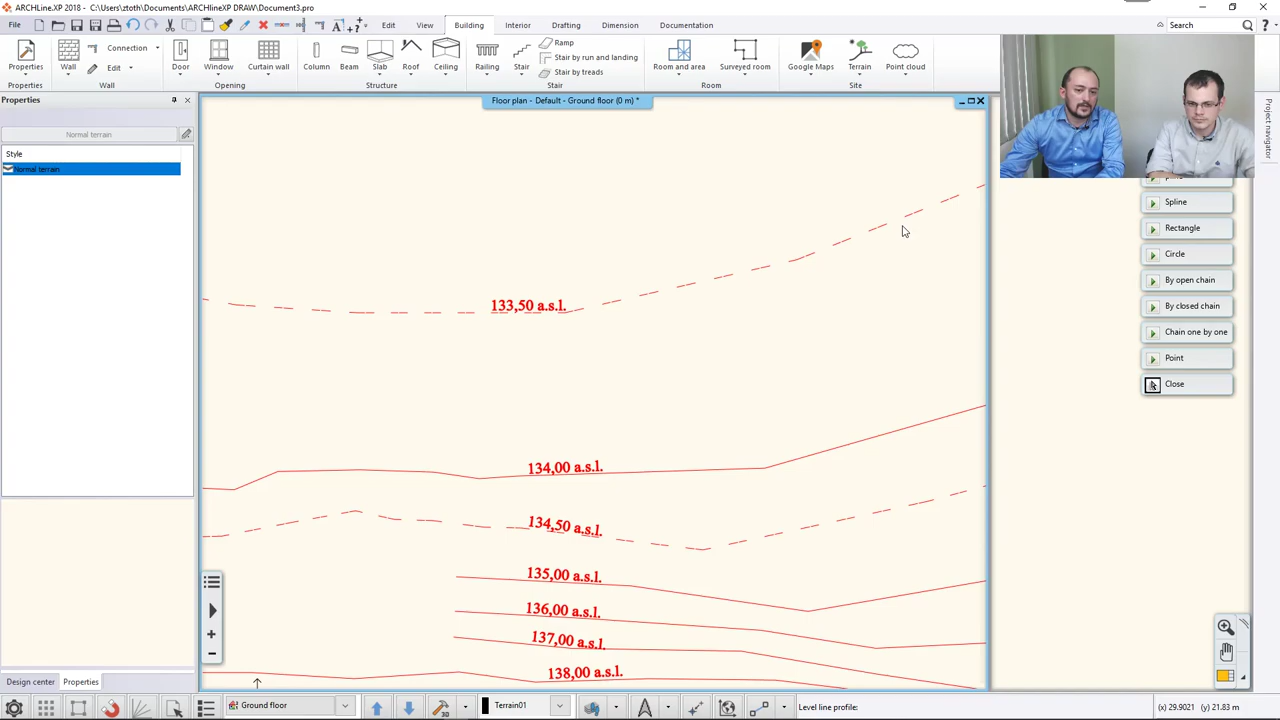 ARCHLine.XP 2018 - C:\Users\ztoth\Documents\ARCHlineXP DRAW\Document3.pro
File Edit View Building Interior Drafting Dimension Documentation Search
Properties
Wall
Connection
Edit
Door
Window
Curtain wall
Column
Beam
Slab
Roof
Ceiling
Railing
Stair
Ramp
Stair by run and landing
Stair by treads
Room and area
Surveyed room
Google Maps
Terrain
Point cloud
Properties Wall Opening Structure Stair Room Site
Properties
Floor plan - Default - Ground floor (0 m) *
Project navigator
Normal terrain
Style
Normal terrain
Spline
Rectangle
Circle
By open chain
By closed chain
Chain one by one
Point
Close
133,50 a.s.l.
134,00 a.s.l.
134,50 a.s.l.
135,00 a.s.l.
136,00 a.s.l.
137,00 a.s.l.
138,00 a.s.l.
Design center Properties
Ground floor
Terrain01
Level line profile:
(x) 29.9021 (y) 21.83 m